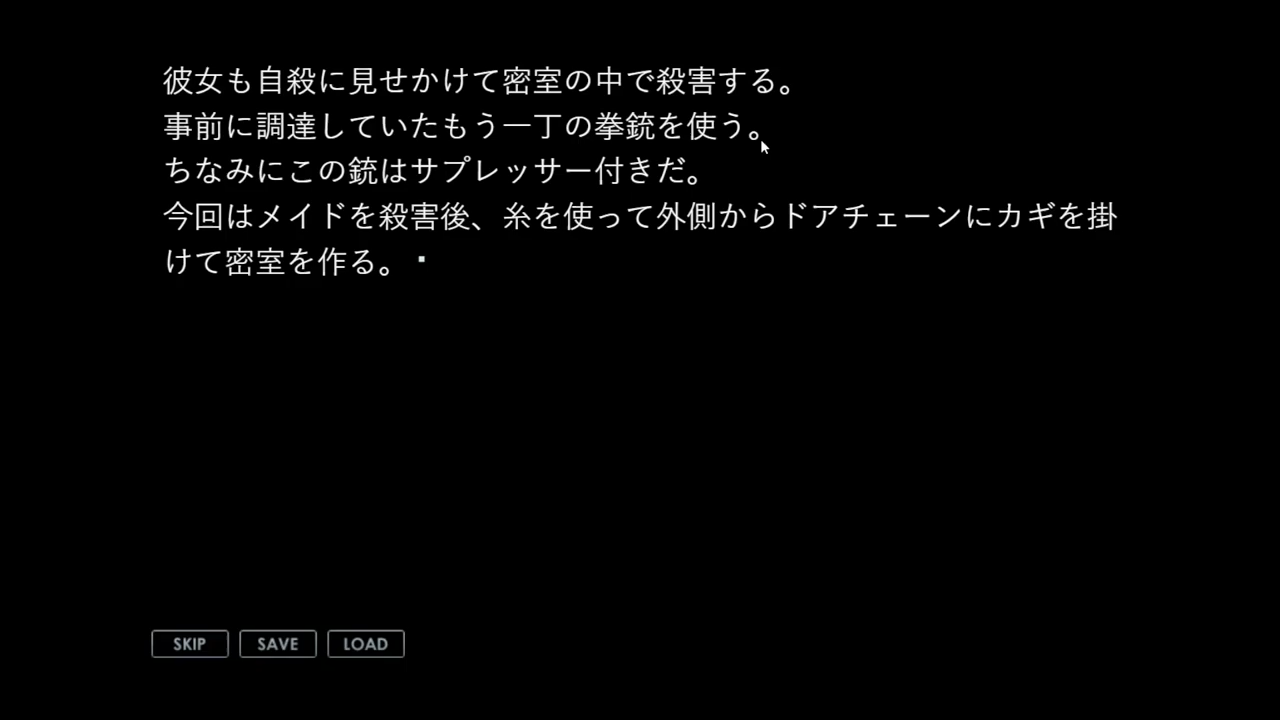 彼女も自殺に見せかけて密室の中で殺害する。
事前に調達していたもう一丁の拳銃を使う。
ちなみにこの銃はサプレッサー付きだ。
今回はメイドを殺害後、糸を使って外側からドアチェーンにカギを掛
けて密室を作る。
SKIP SAVE LOAD